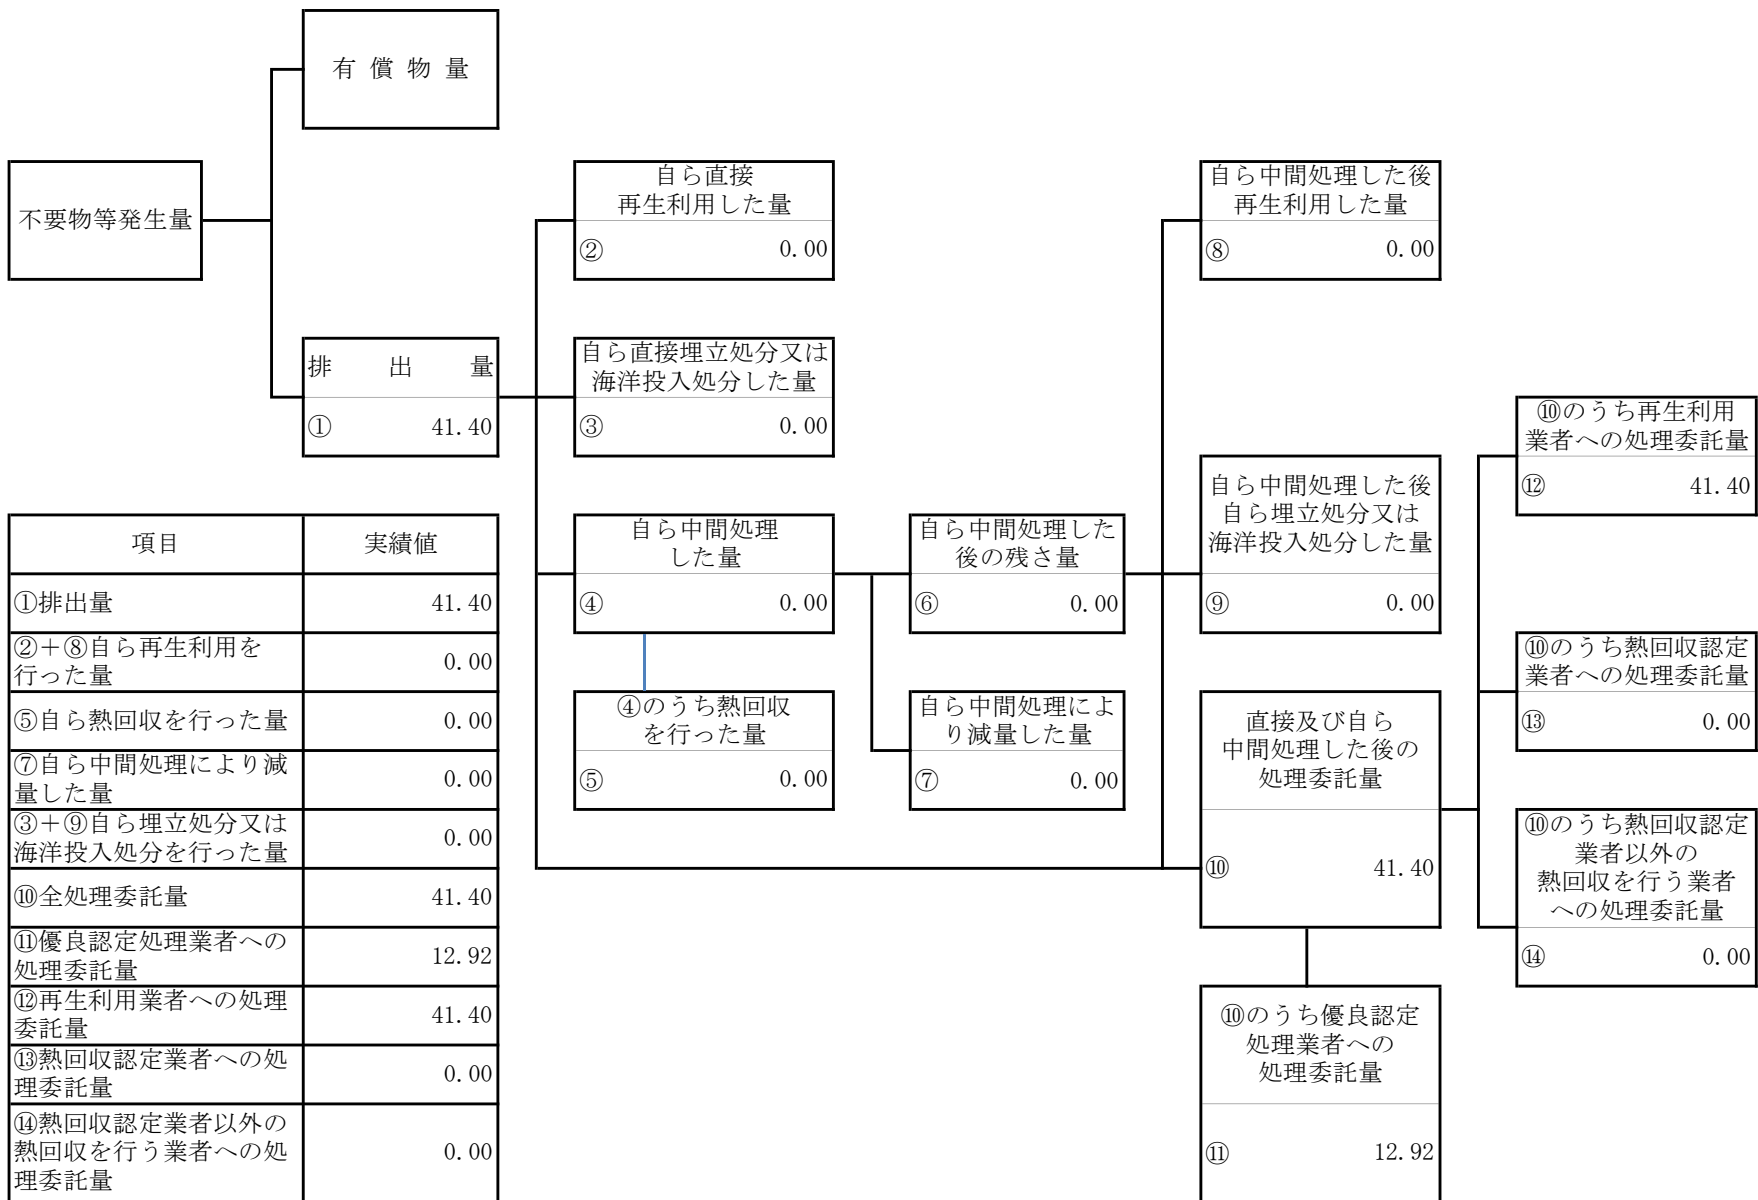 有償物量
不要物等発生量
排出量
① 41.40
自ら直接
再生利用した量
② 0.00
自ら直接埋立処分又は
海洋投入処分した量
③ 0.00
自ら中間処理
した量
④ 0.00
④のうち熱回収
を行った量
⑤ 0.00
自ら中間処理した
後の残さ量
⑥ 0.00
自ら中間処理によ
り減量した量
⑦ 0.00
自ら中間処理した後
再生利用した量
⑧ 0.00
自ら中間処理した後
自ら埋立処分又は
海洋投入処分した量
⑨ 0.00
直接及び自ら
中間処理した後の
処理委託量
⑩ 41.40
⑩のうち優良認定
処理業者への
処理委託量
⑪ 12.92
⑩のうち再生利用
業者への処理委託量
⑫ 41.40
⑩のうち熱回収認定
業者への処理委託量
⑬ 0.00
⑩のうち熱回収認定
業者以外の
熱回収を行う業者
への処理委託量
⑭ 0.00
項目 実績値
①排出量 41.40
②+⑧自ら再生利用を
行った量 0.00
⑤自ら熱回収を行った量 0.00
⑦自ら中間処理により減
量した量 0.00
③+⑨自ら埋立処分又は
海洋投入処分を行った量 0.00
⑩全処理委託量 41.40
⑪優良認定処理業者への
処理委託量 12.92
⑫再生利用業者への処理
委託量 41.40
⑬熱回収認定業者への処
理委託量 0.00
⑭熱回収認定業者以外の
熱回収を行う業者への処
理委託量 0.00